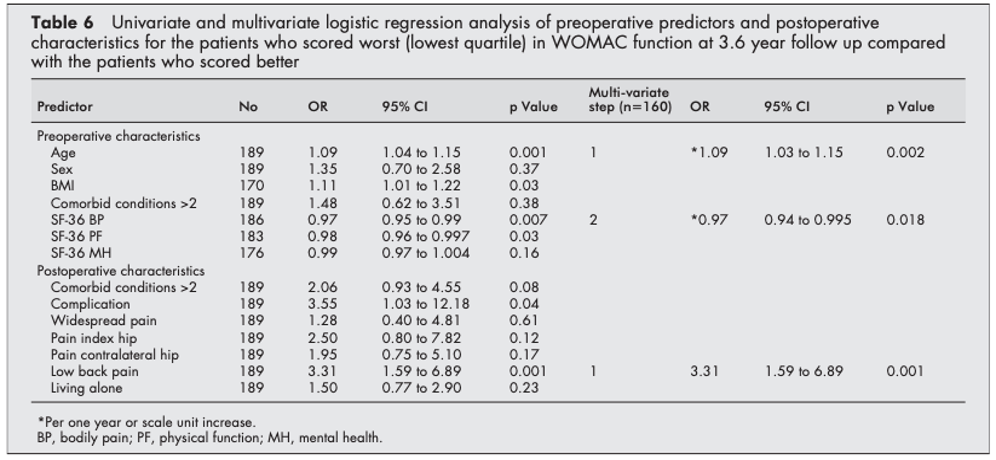 Table 6 Univariate and multivariate logistic regression analysis of preoperative predictors and postoperative
characteristics for the patients who scored worst (lowest quartile) in WOMAC function at 3.6 year follow up compared
with the patients who scored better
Predictor No OR 95% CI p Value Multi-variate step (n=160) OR 95% CI p Value
Preoperative characteristics
Age 189 1.09 1.04 to 1.15 0.001 1 *1.09 1.03 to 1.15 0.002
Sex 189 1.35 0.70 to 2.58 0.37
BMI 170 1.11 1.01 to 1.22 0.03
Comorbid conditions >2 189 1.48 0.62 to 3.51 0.38
SF-36 BP 186 0.97 0.95 to 0.99 0.007 2 *0.97 0.94 to 0.995 0.018
SF-36 PF 183 0.98 0.96 to 0.997 0.03
SF-36 MH 176 0.99 0.97 to 1.004 0.16
Postoperative characteristics
Comorbid conditions >2 189 2.06 0.93 to 4.55 0.08
Complication 189 3.55 1.03 to 12.18 0.04
Widespread pain 189 1.28 0.40 to 4.81 0.61
Pain index hip 189 2.50 0.80 to 7.82 0.12
Pain contralateral hip 189 1.95 0.75 to 5.10 0.17
Low back pain 189 3.31 1.59 to 6.89 0.001 1 3.31 1.59 to 6.89 0.001
Living alone 189 1.50 0.77 to 2.90 0.23
*Per one year or scale unit increase.
BP, bodily pain; PF, physical function; MH, mental health.